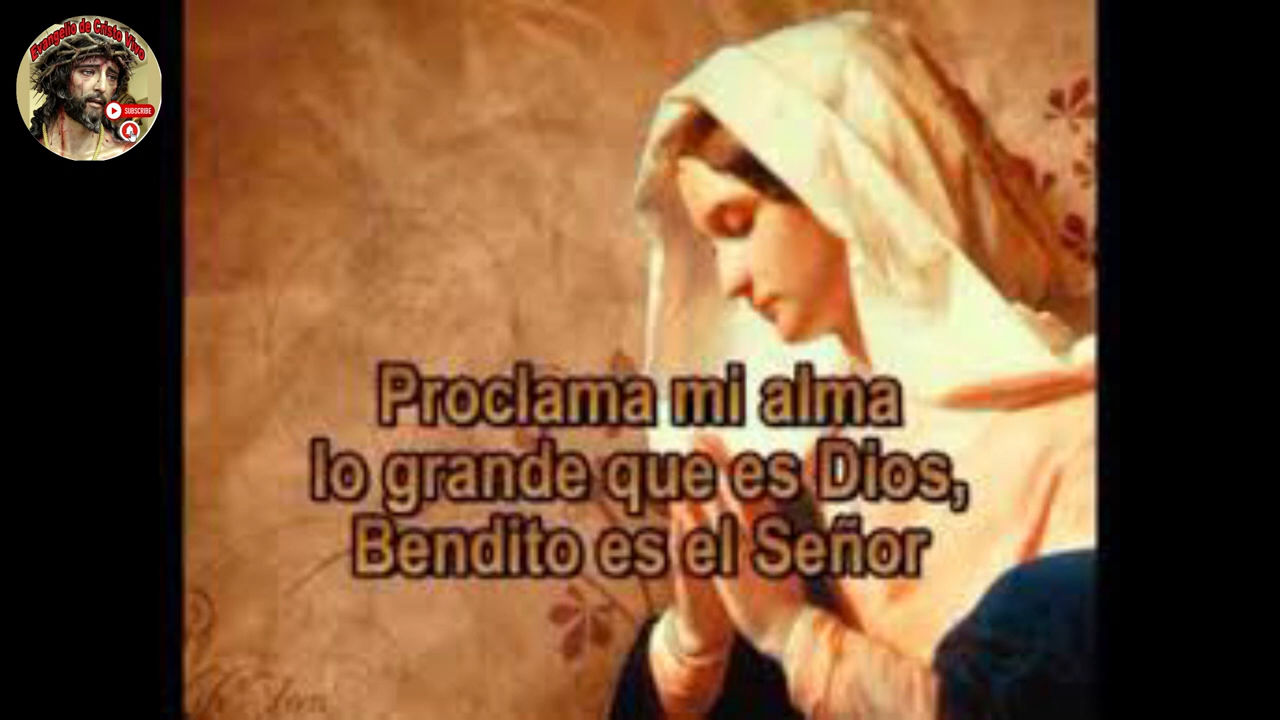 Evangelio de Cristo Vivo
SUBSCRIBE
Proclama mi alma
lo grande que es Dios,
Bendito es el Señor